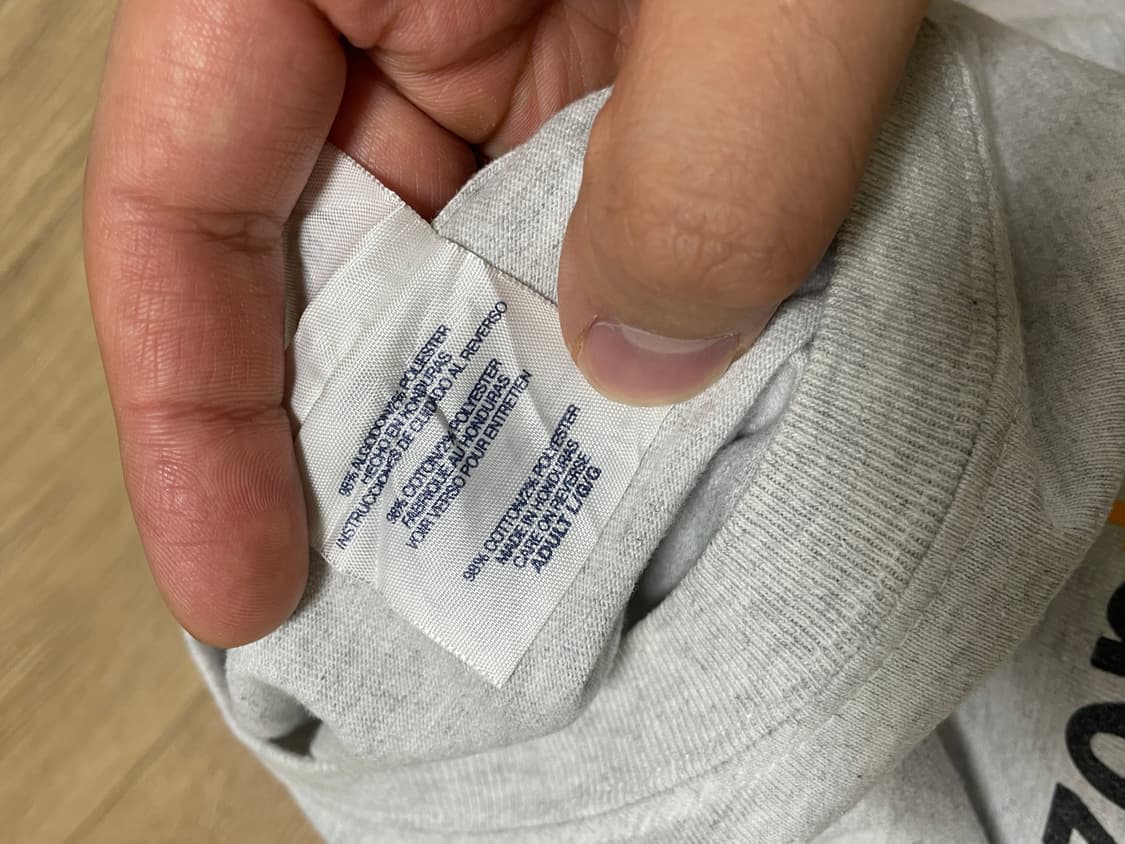 98% ALGODON/2% POLIESTER
HECHO EN HONDURAS
INSTRUCCIONES DE CUIDADO AL REVERSO
98% COTON/2% POLYESTER
FABRIQUE AU HONDURAS
VOIR VERSO POUR ENTRETIEN
98% COTTON/2% POLYESTER
MADE IN HONDURAS
CARE ON REVERSE
ADULT L/G/G